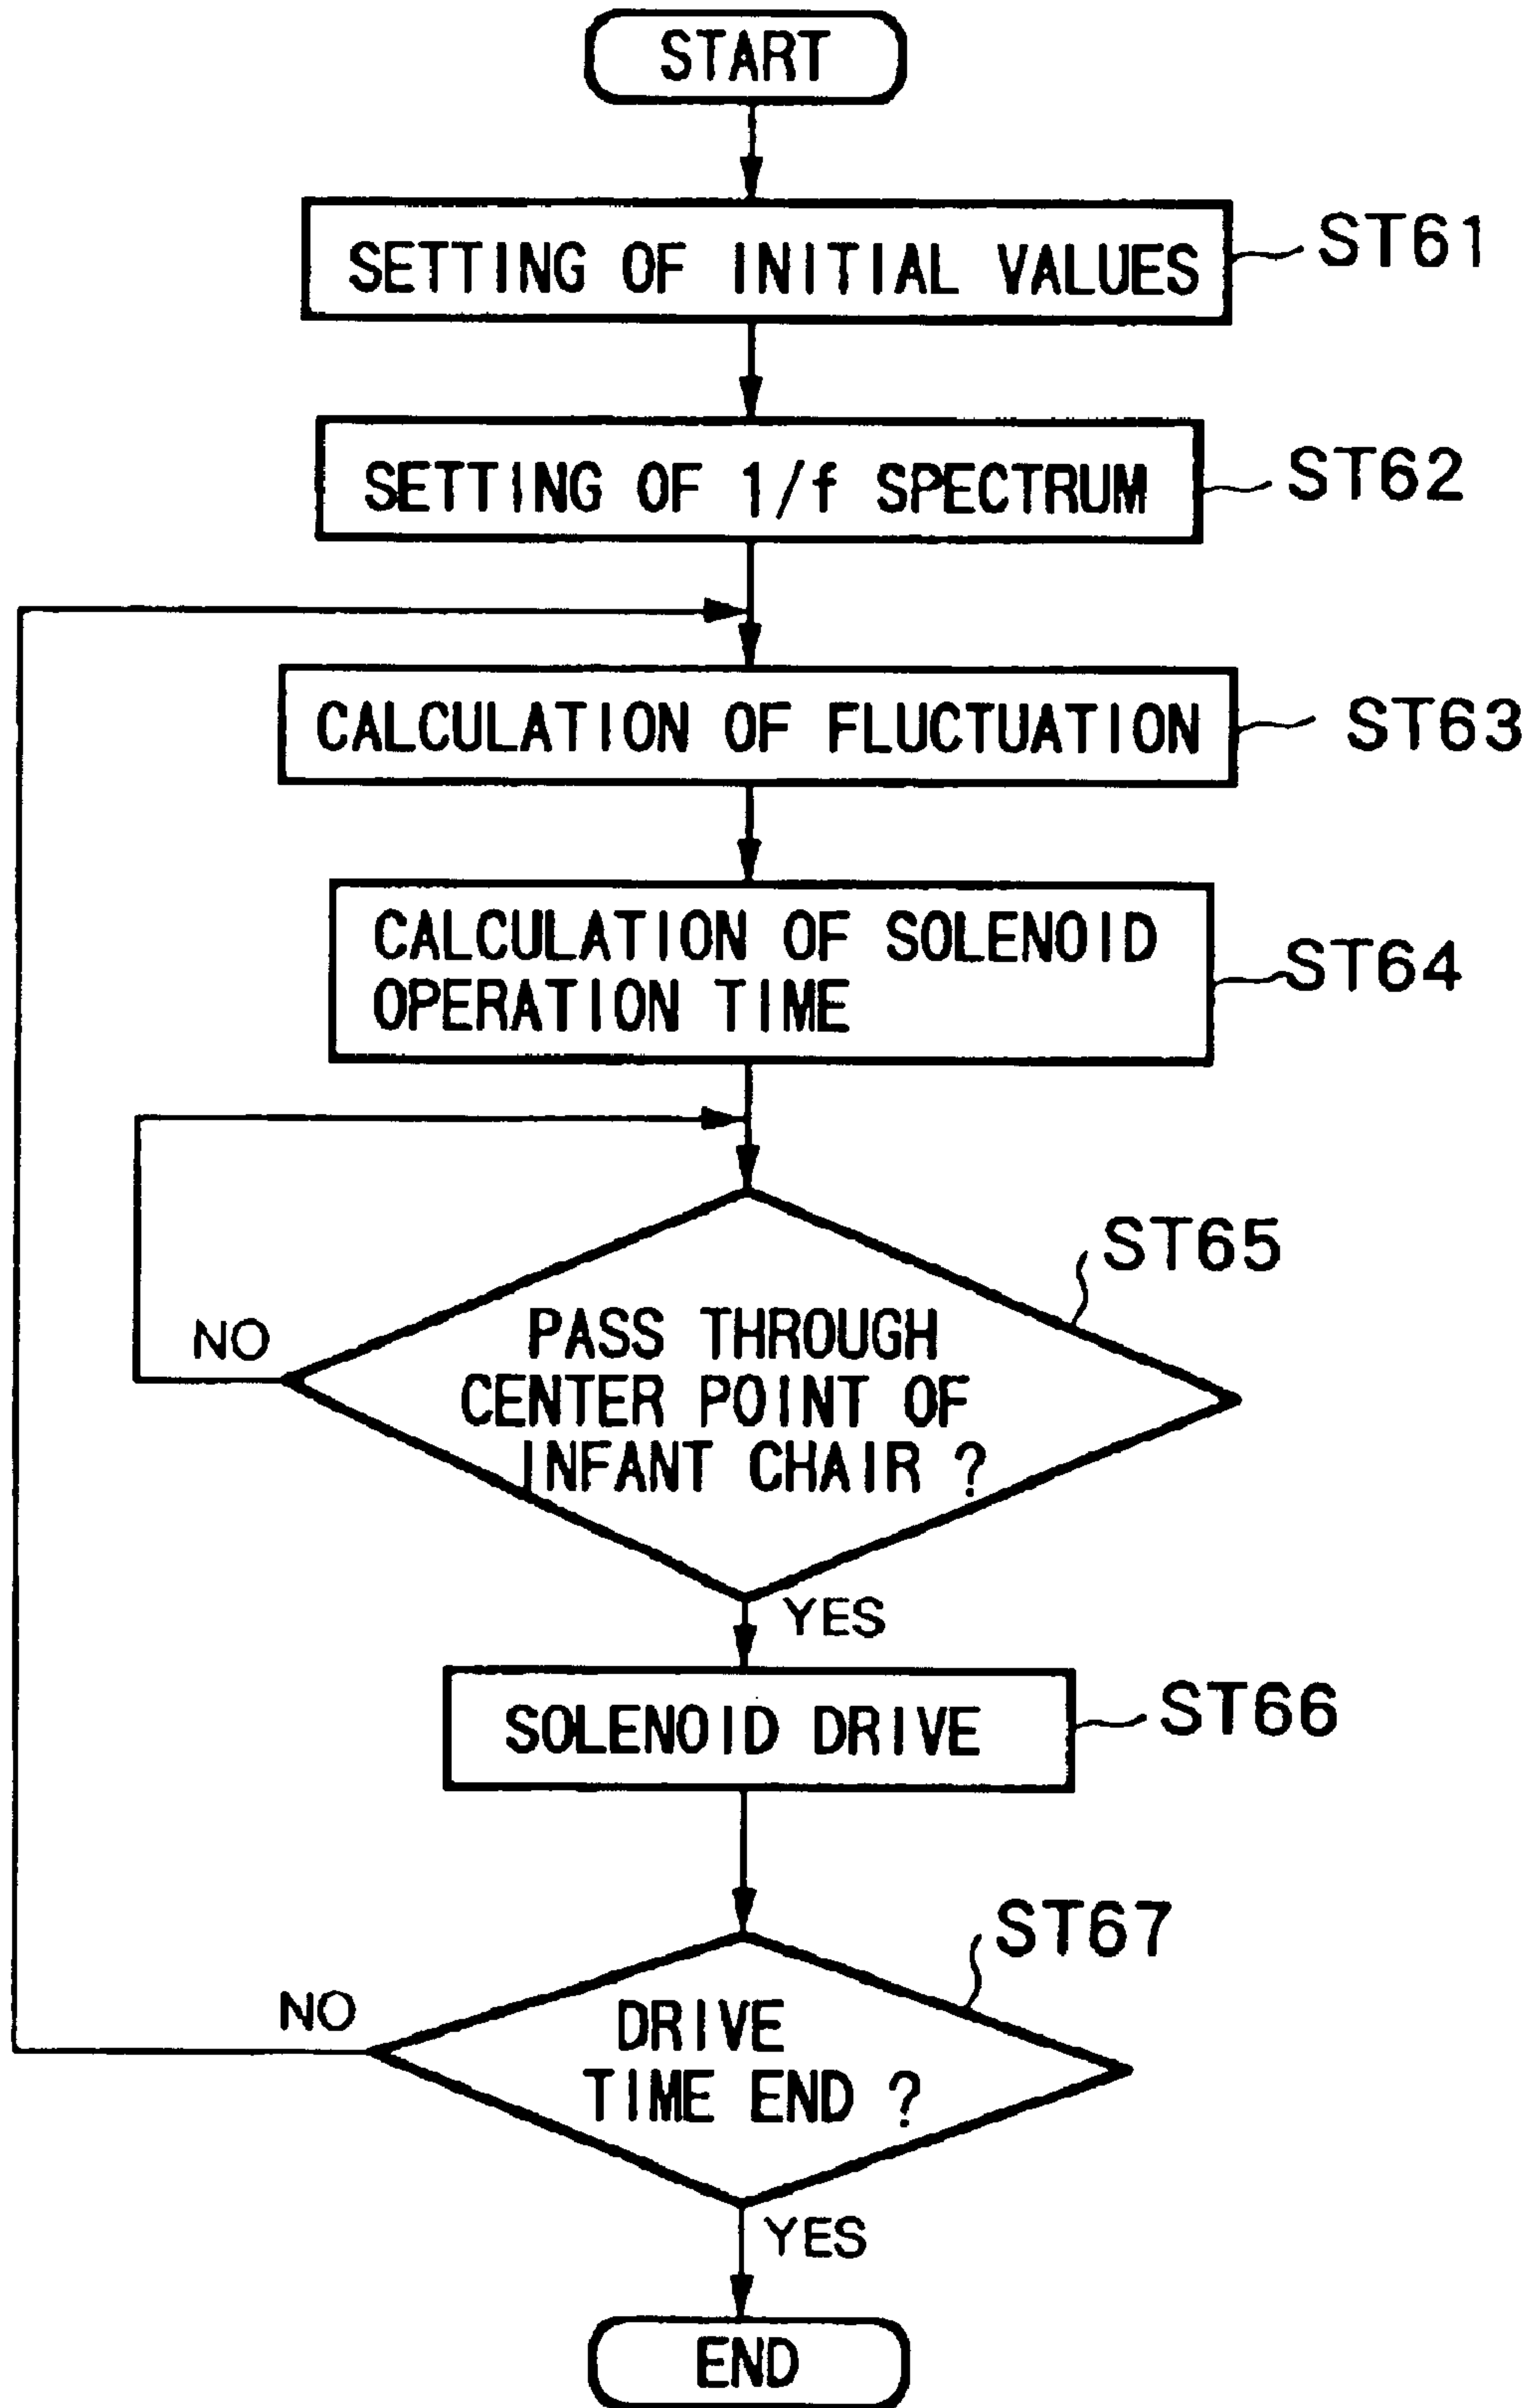 START
SETTING OF INITIAL VALUES
ST61
SETTING OF 1/f SPECTRUM
ST62
CALCULATION OF FLUCTUATION
ST63
CALCULATION OF SOLENOID
OPERATION TIME
ST64
ST65
PASS THROUGH
CENTER POINT OF
INFANT CHAIR ?
NO
YES
SOLENOID DRIVE
ST66
ST67
DRIVE
TIME END ?
NO
YES
END